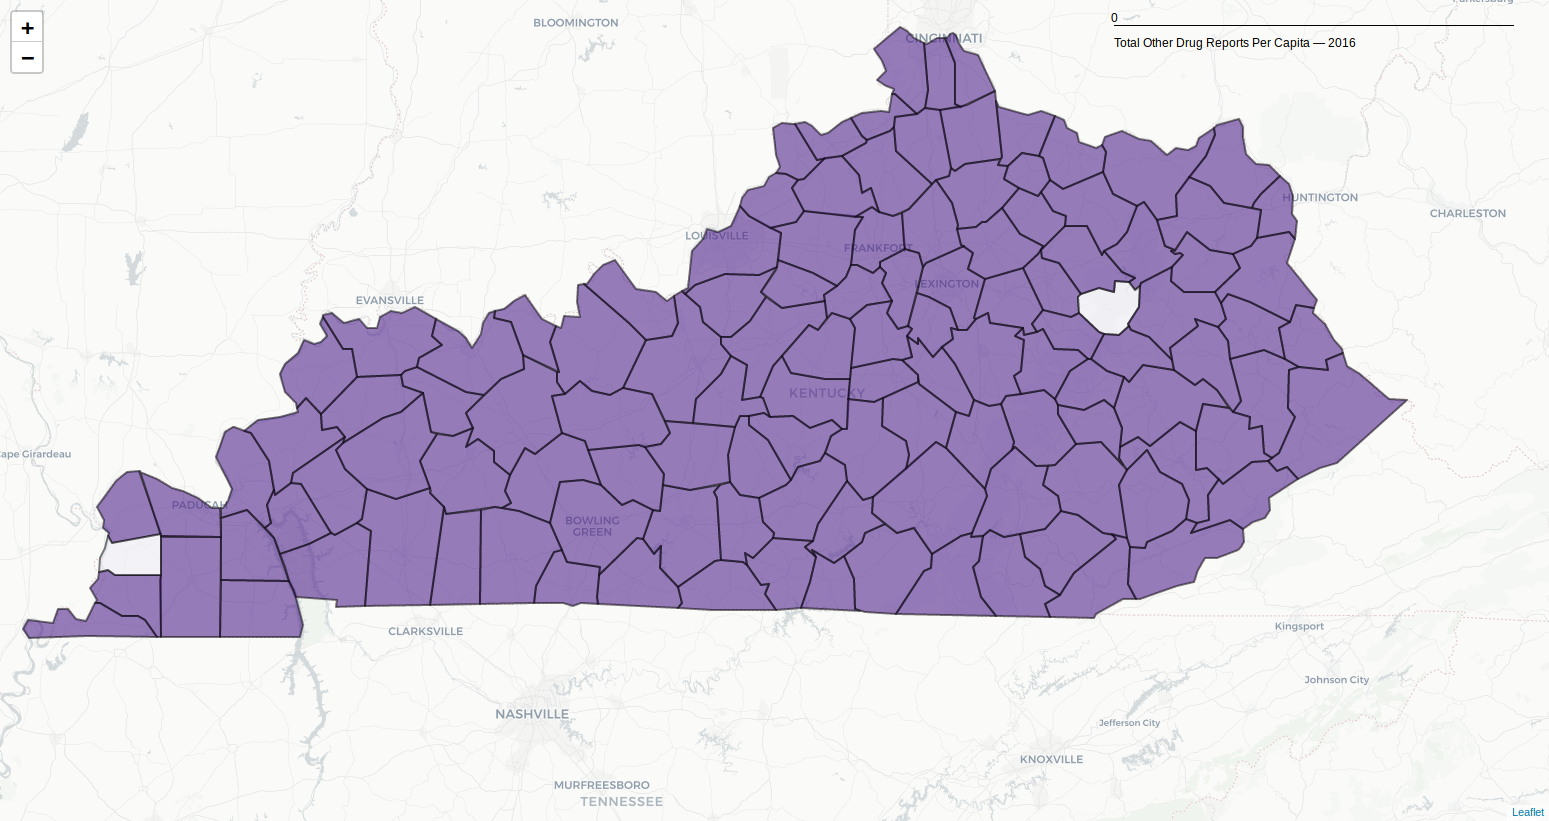 +
−
0
Total Other Drug Reports Per Capita — 2016
BLOOMINGTON
CINCINNATI
HUNTINGTON
CHARLESTON
LOUISVILLE
FRANKFORT
LEXINGTON
EVANSVILLE
KENTUCKY
Cape Girardeau
PADUCAH
BOWLING
GREEN
CLARKSVILLE
Kingsport
Johnson City
NASHVILLE
Jefferson City
KNOXVILLE
MURFREESBORO
TENNESSEE
Leaflet